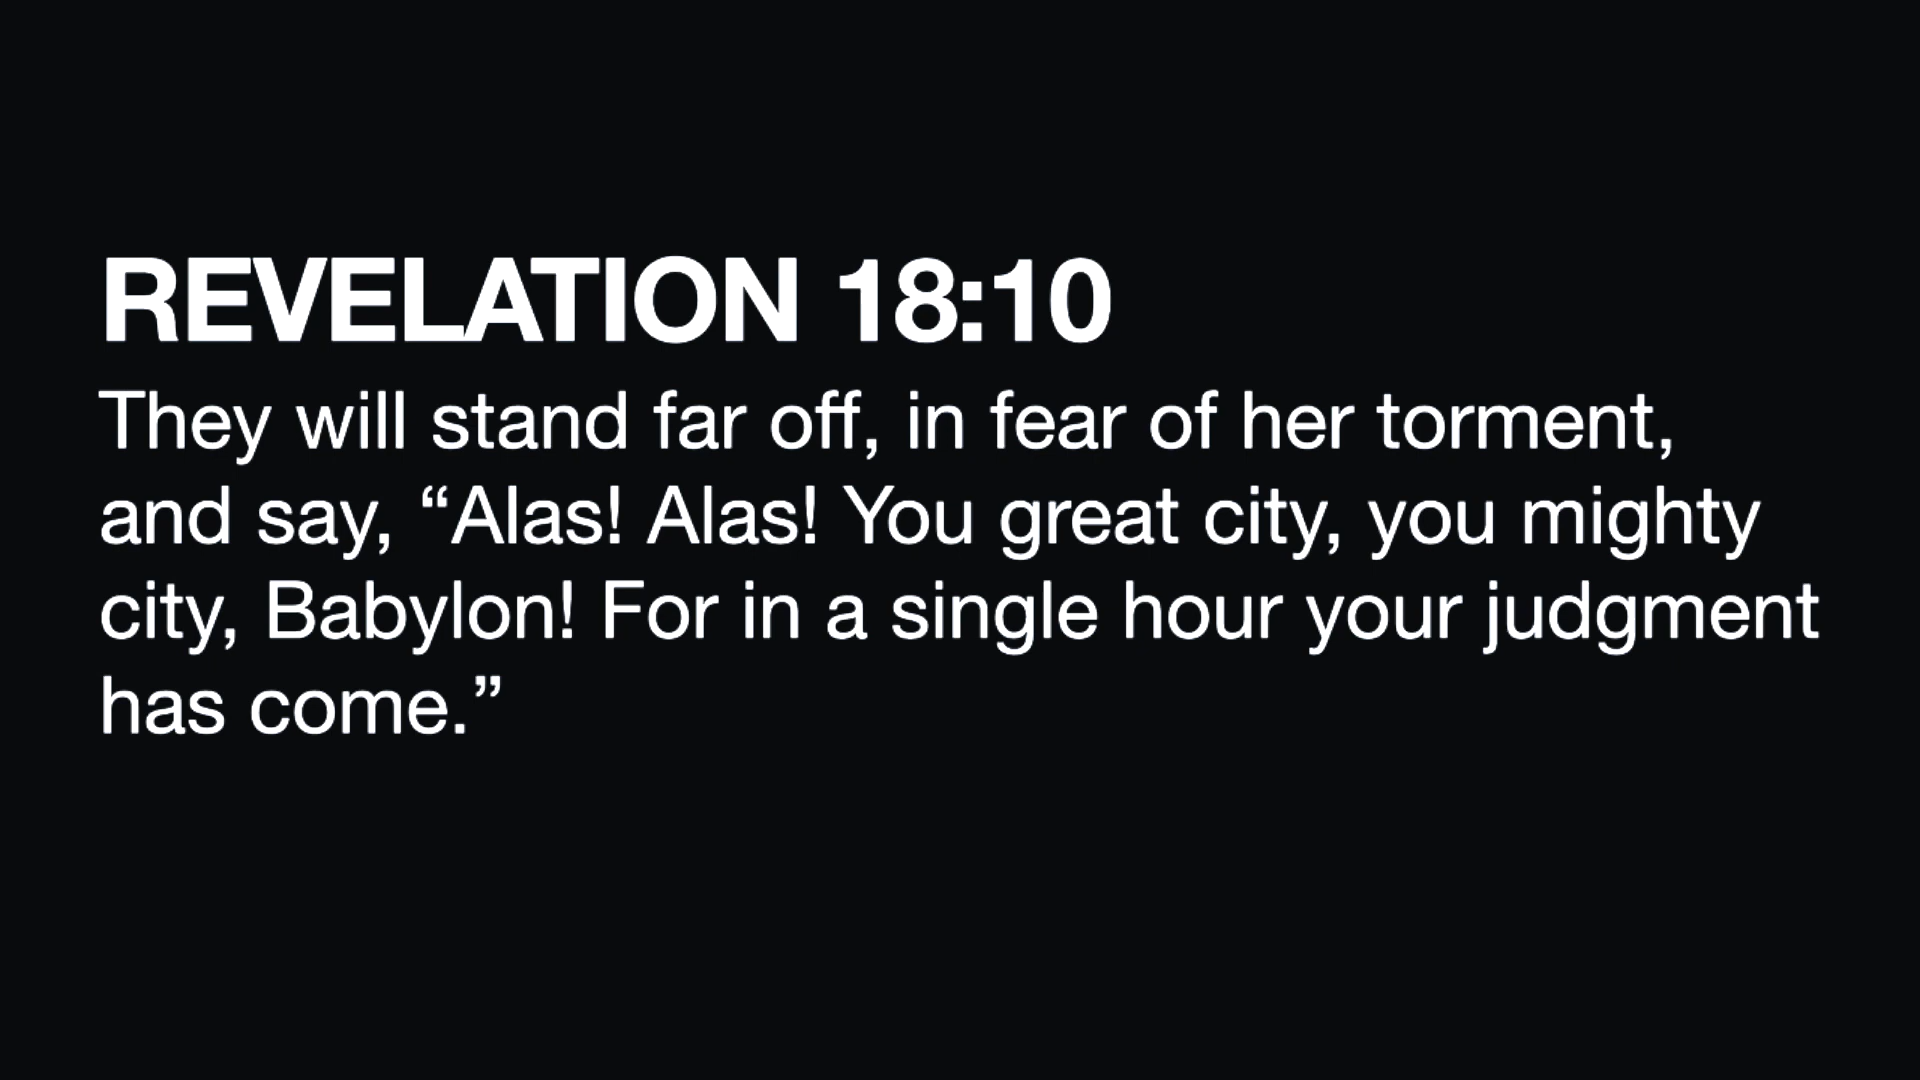 REVELATION 18:10
They will stand far off, in fear of her torment,
and say, “Alas! Alas! You great city, you mighty
city, Babylon! For in a single hour your judgment
has come.”